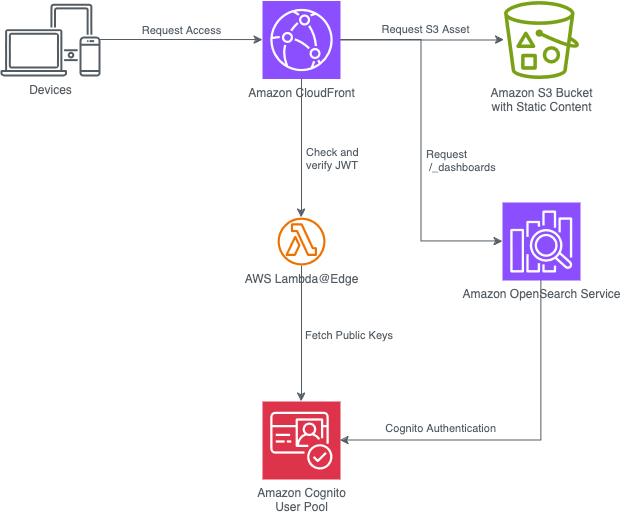 Request Access
Request S3 Asset
Devices
Amazon CloudFront
Amazon S3 Bucket
with Static Content
Check and
verify JWT
Request
/_dashboards
AWS Lambda@Edge
Amazon OpenSearch Service
Fetch Public Keys
Cognito Authentication
Amazon Cognito
User Pool